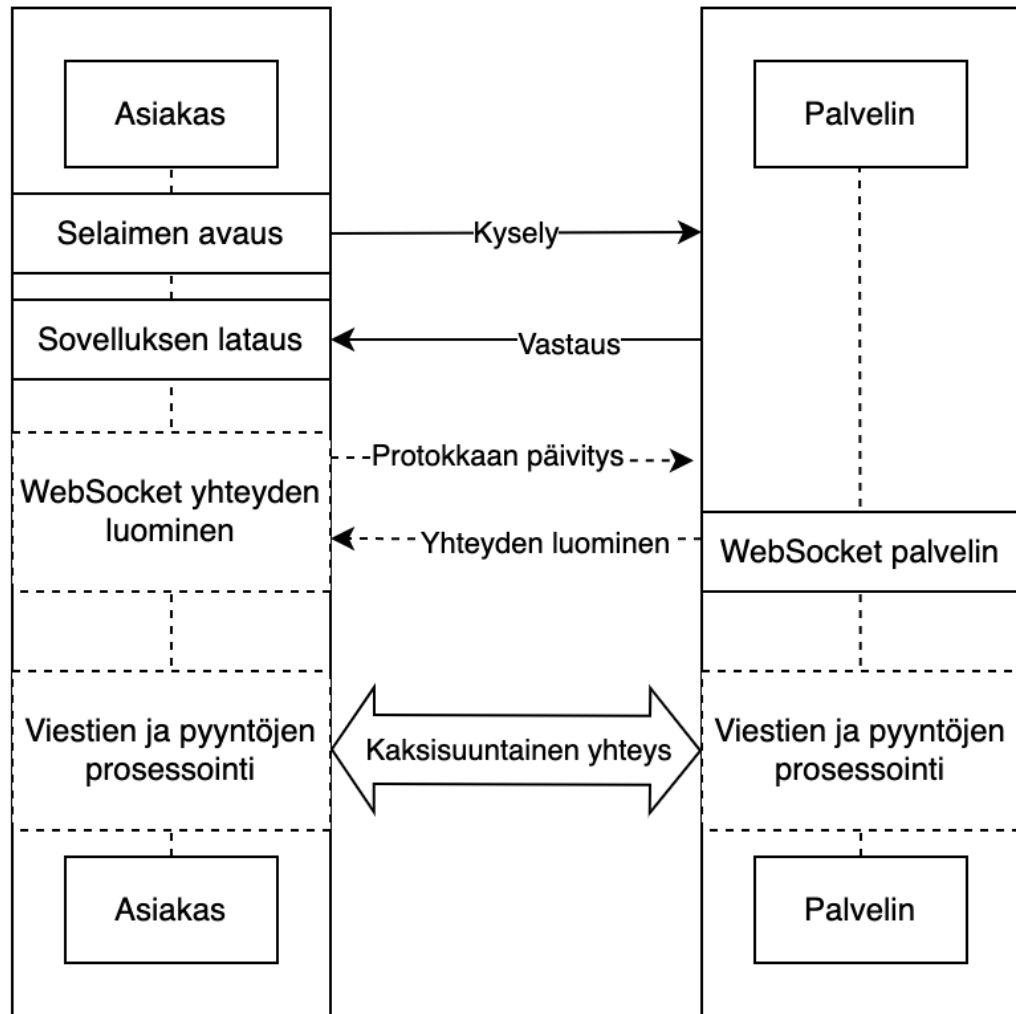 Asiakas
Palvelin
Selaimen avaus
Kysely
Sovelluksen lataus
Vastaus
Protokkaan päivitys
WebSocket yhteyden
luominen
Yhteyden luominen
WebSocket palvelin
Viestien ja pyyntöjen
prosessointi
Kaksisuuntainen yhteys
Viestien ja pyyntöjen
prosessointi
Asiakas
Palvelin